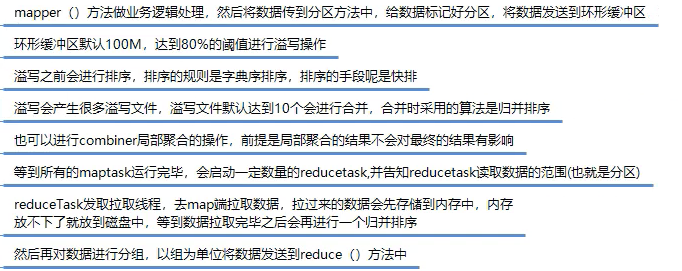 mapper（）方法做业务逻辑处理，然后将数据传到分区方法中，给数据标记好分区，将数据发送到环形缓冲区
环形缓冲区默认100M，达到80%的阈值进行溢写操作
溢写之前会进行排序，排序的规则是字典序排序，排序的手段呢是快排
溢写会产生很多溢写文件，溢写文件默认达到10个会进行合并，合并时采用的算法是归并排序
也可以进行combiner局部聚合的操作，前提是局部聚合的结果不会对最终的结果有影响
等到所有的maptask运行完毕，会启动一定数量的reducetask,并告知reducetask读取数据的范围(也就是分区)
reduceTask发取拉取线程，去map端拉取数据，拉过来的数据会先存储到内存中，内存
放不下了就放到磁盘中，等到数据拉取完毕之后会再进行一个归并排序
然后再对数据进行分组，以组为单位将数据发送到reduce（）方法中